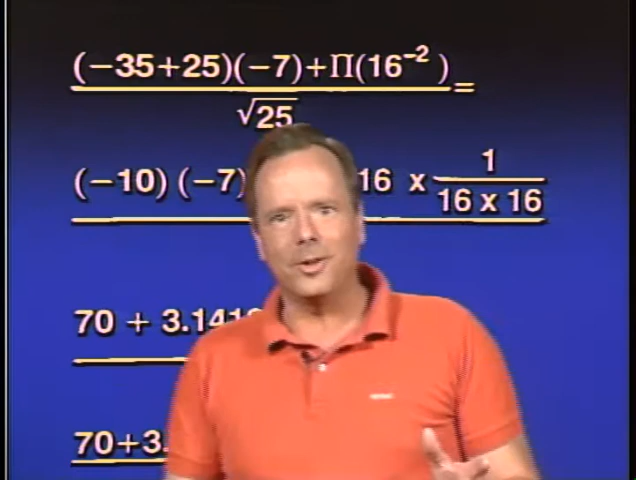 (−35+25)(−7)+Π(16⁻²)=
√25
(−10) (−7) 16 x 1
16 x 16
70 + 3.141
70+3.